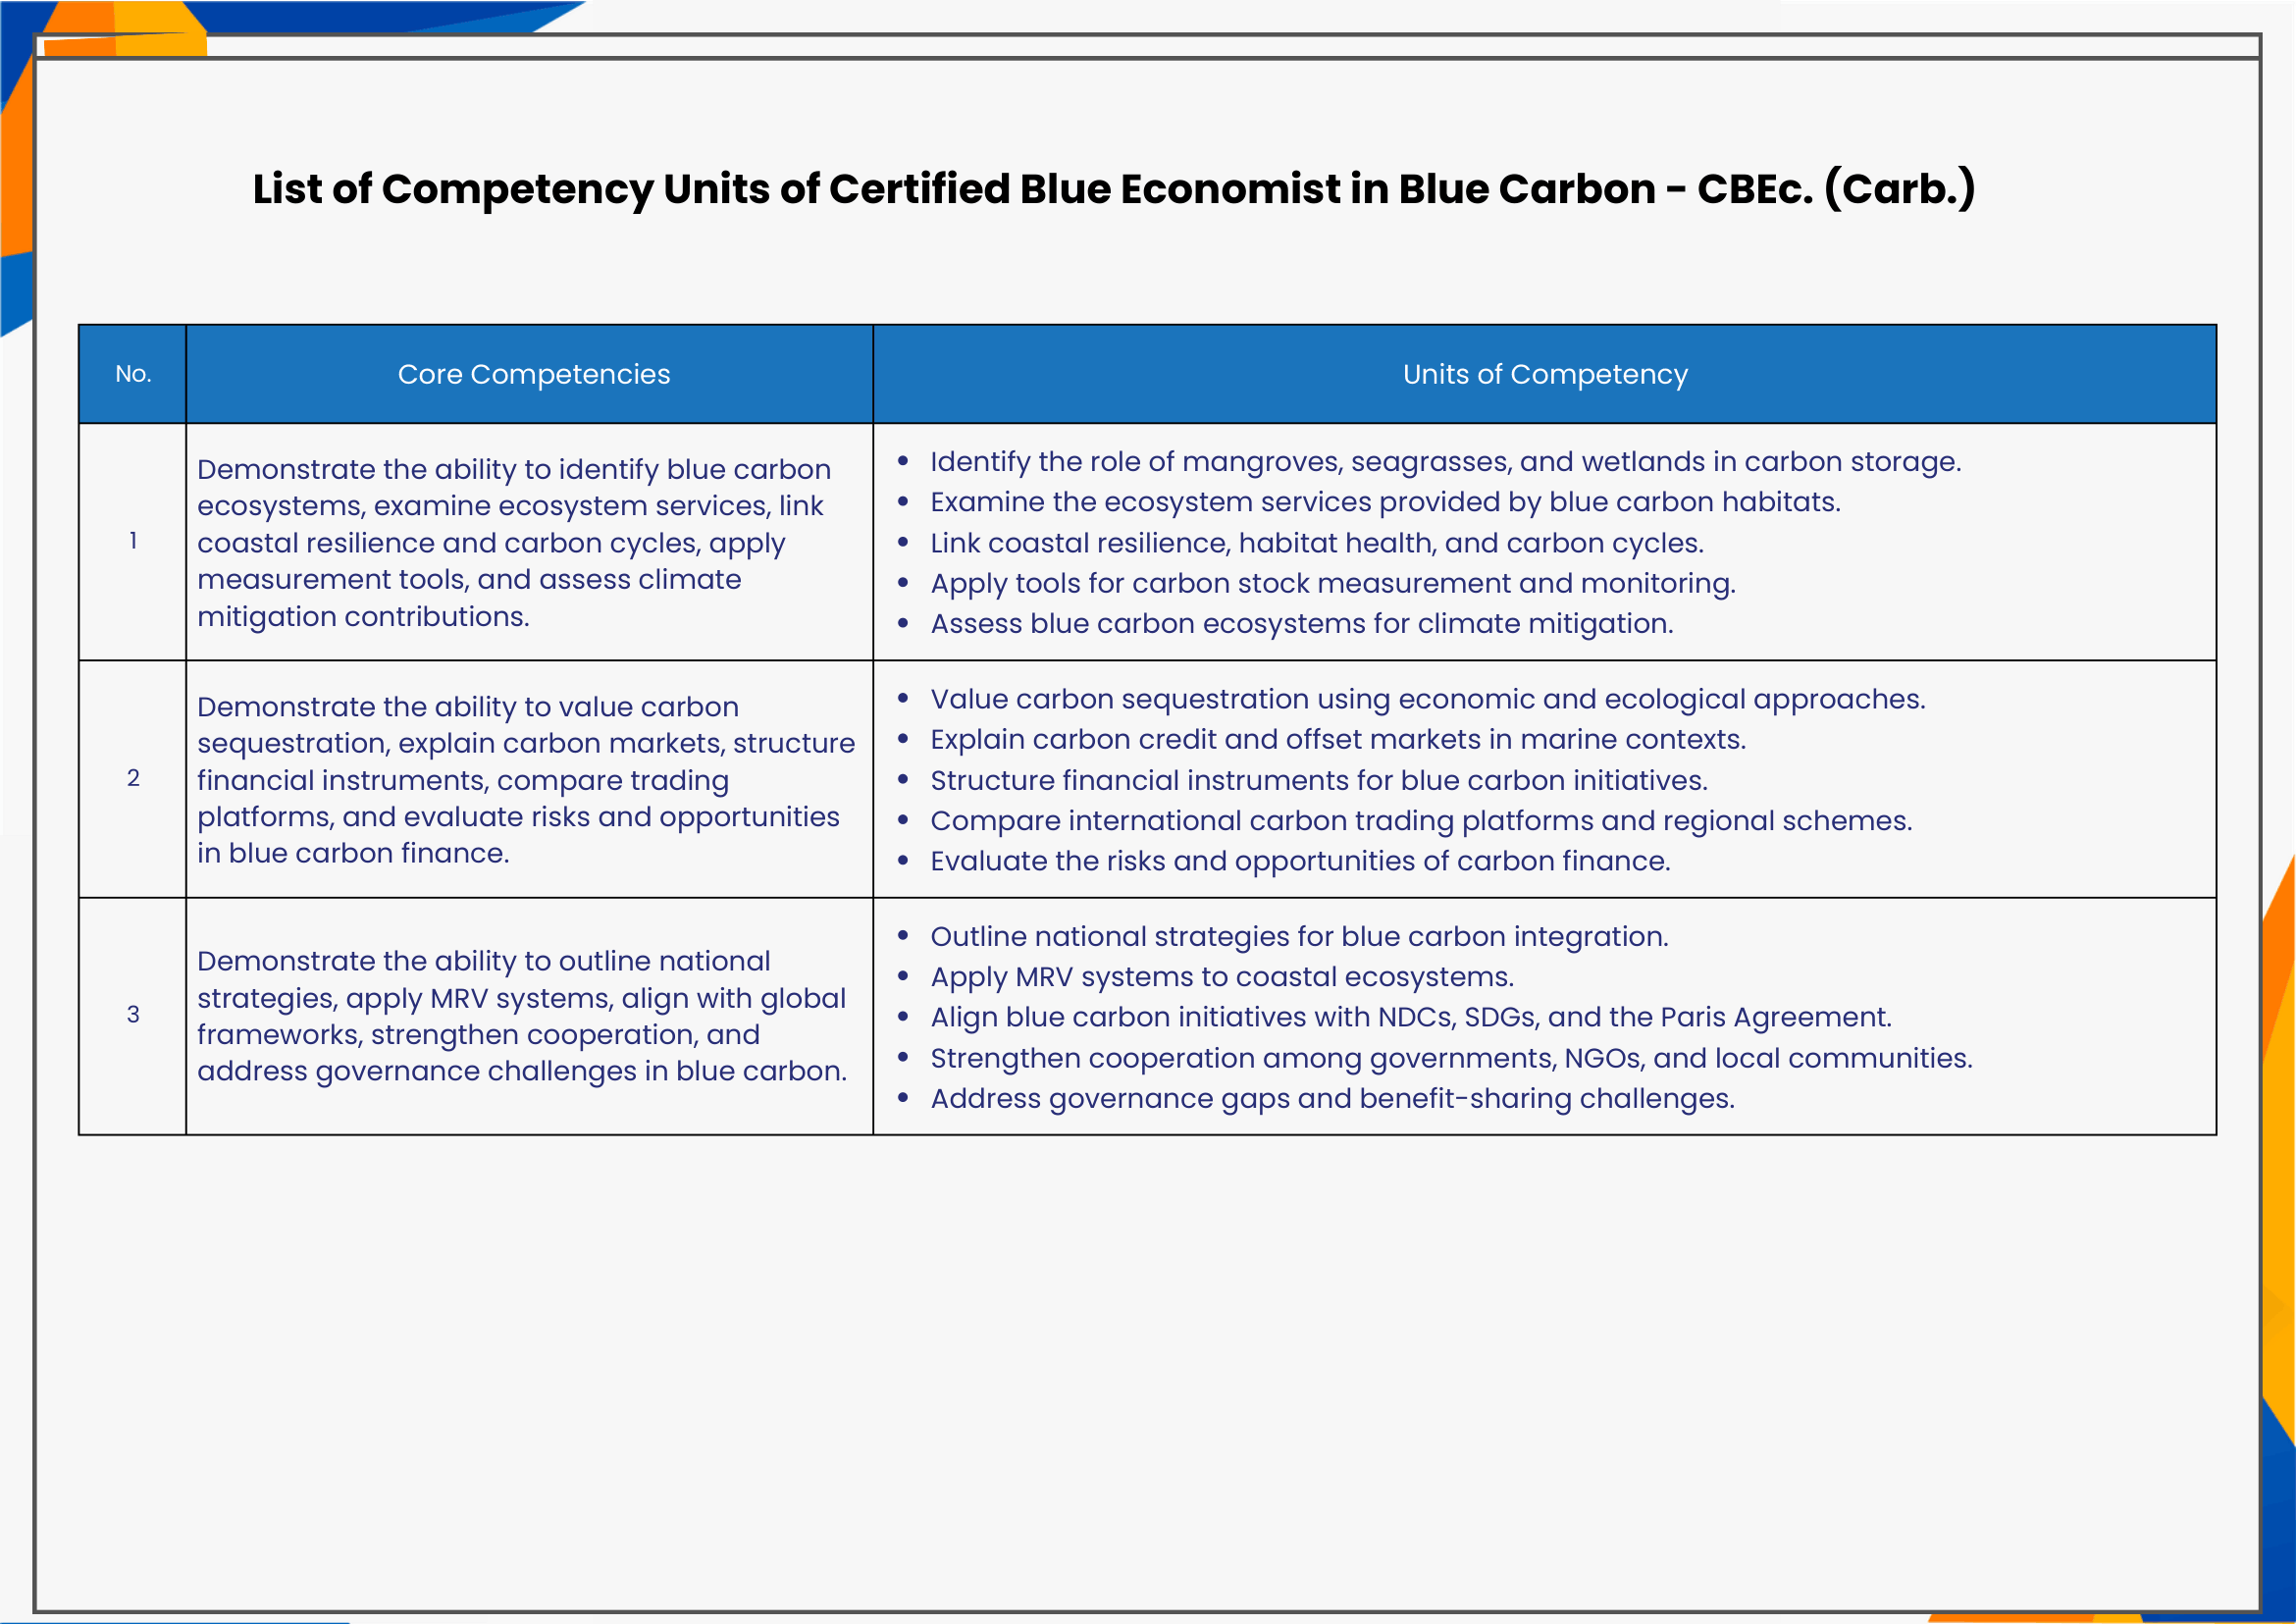 List of Competency Units of Certified Blue Economist in Blue Carbon - CBEc. (Carb.)
No.
Core Competencies
Units of Competency
1
Demonstrate the ability to identify blue carbon
ecosystems, examine ecosystem services, link
coastal resilience and carbon cycles, apply
measurement tools, and assess climate
mitigation contributions.
• Identify the role of mangroves, seagrasses, and wetlands in carbon storage.
• Examine the ecosystem services provided by blue carbon habitats.
• Link coastal resilience, habitat health, and carbon cycles.
• Apply tools for carbon stock measurement and monitoring.
• Assess blue carbon ecosystems for climate mitigation.
2
Demonstrate the ability to value carbon
sequestration, explain carbon markets, structure
financial instruments, compare trading
platforms, and evaluate risks and opportunities
in blue carbon finance.
• Value carbon sequestration using economic and ecological approaches.
• Explain carbon credit and offset markets in marine contexts.
• Structure financial instruments for blue carbon initiatives.
• Compare international carbon trading platforms and regional schemes.
• Evaluate the risks and opportunities of carbon finance.
3
Demonstrate the ability to outline national
strategies, apply MRV systems, align with global
frameworks, strengthen cooperation, and
address governance challenges in blue carbon.
• Outline national strategies for blue carbon integration.
• Apply MRV systems to coastal ecosystems.
• Align blue carbon initiatives with NDCs, SDGs, and the Paris Agreement.
• Strengthen cooperation among governments, NGOs, and local communities.
• Address governance gaps and benefit-sharing challenges.